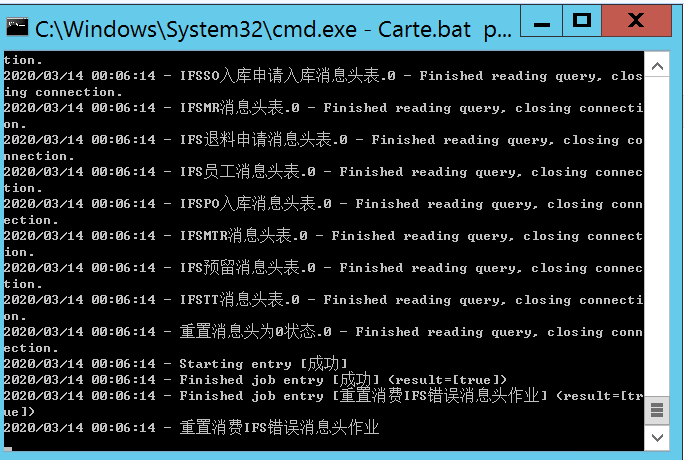 C:\Windows\System32\cmd.exe - Carte.bat  p...
tion.
2020/03/14 00:06:14 - IFSSO入库申请入库消息头表.0 - Finished reading query, clos
ing connection.
2020/03/14 00:06:14 - IFSMR消息头表.0 - Finished reading query, closing connecti
on.
2020/03/14 00:06:14 - IFS退料申请消息头表.0 - Finished reading query, closing co
nnection.
2020/03/14 00:06:14 - IFS员工消息头表.0 - Finished reading query, closing connec
tion.
2020/03/14 00:06:14 - IFSPO入库消息头表.0 - Finished reading query, closing conn
ection.
2020/03/14 00:06:14 - IFSMTR消息头表.0 - Finished reading query, closing connect
ion.
2020/03/14 00:06:14 - IFS预留消息头表.0 - Finished reading query, closing connec
tion.
2020/03/14 00:06:14 - IFSTT消息头表.0 - Finished reading query, closing connecti
on.
2020/03/14 00:06:14 - 重置消息头为0状态.0 - Finished reading query, closing conn
ection.
2020/03/14 00:06:14 - Starting entry [成功]
2020/03/14 00:06:14 - Finished job entry [成功] (result=[true])
2020/03/14 00:06:14 - Finished job entry [重置消费IFS错误消息头作业] (result=[tr
ue])
2020/03/14 00:06:14 - 重置消费IFS错误消息头作业